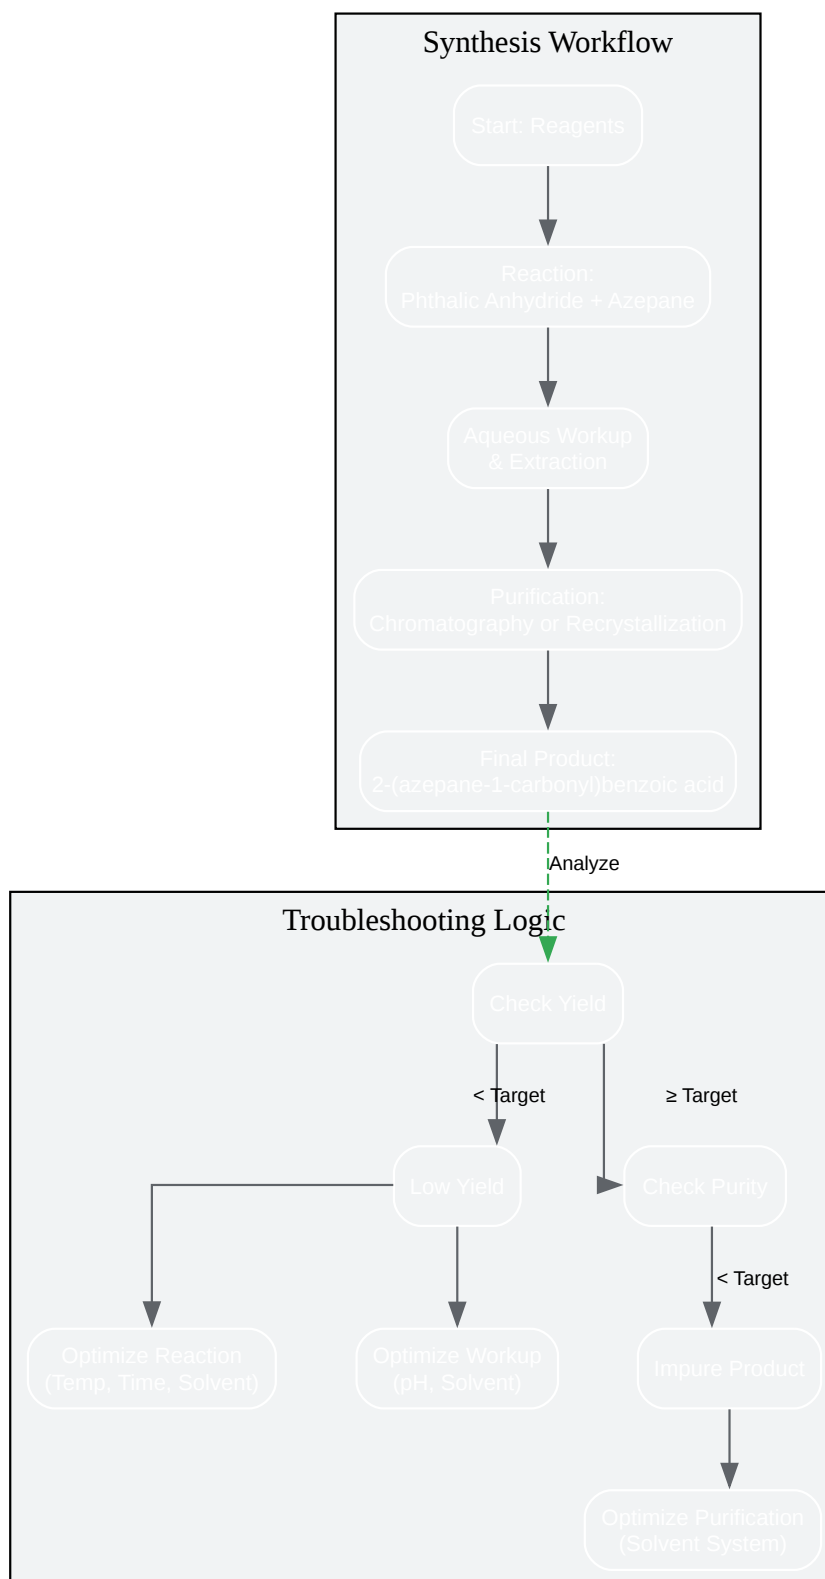 Synthesis Workflow
Start: Reagents
Reaction:
Phthalic Anhydride + Azepane
Aqueous Workup
& Extraction
Purification:
Chromatography or Recrystallization
Final Product:
2-(azepane-1-carbonyl)benzoic acid
Analyze
Troubleshooting Logic
Check Yield
< Target
≥ Target
Low Yield
Check Purity
< Target
Optimize Reaction
(Temp, Time, Solvent)
Optimize Workup
(pH, Solvent)
Impure Product
Optimize Purification
(Solvent System)